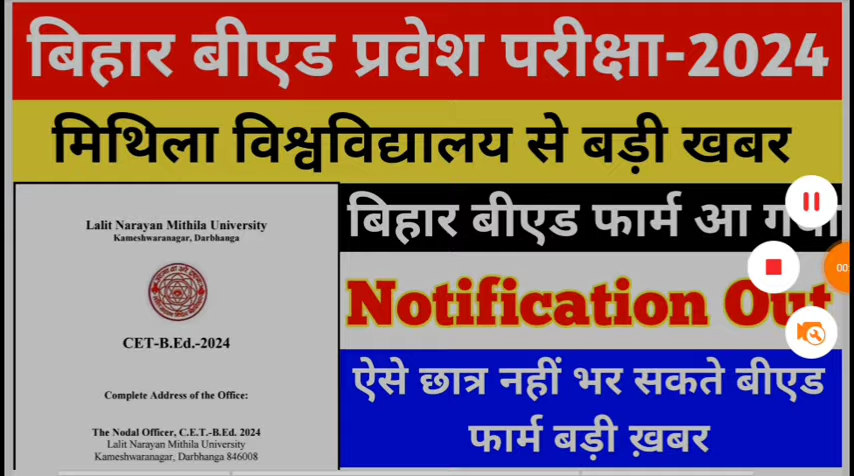 बिहार बीएड प्रवेश परीक्षा-2024
मिथिला विश्वविद्यालय से बड़ी खबर
Lalit Narayan Mithila University
Kameshwaranagar, Darbhanga
CET-B.Ed.-2024
Complete Address of the Office:
The Nodal Officer, C.E.T.-B.Ed. 2024
Lalit Narayan Mithila University
Kameshwaranagar, Darbhanga 846008
बिहार बीएड फार्म आ गया
Notification Out
ऐसे छात्र नहीं भर सकते बीएड
फार्म बड़ी ख़बर
00: